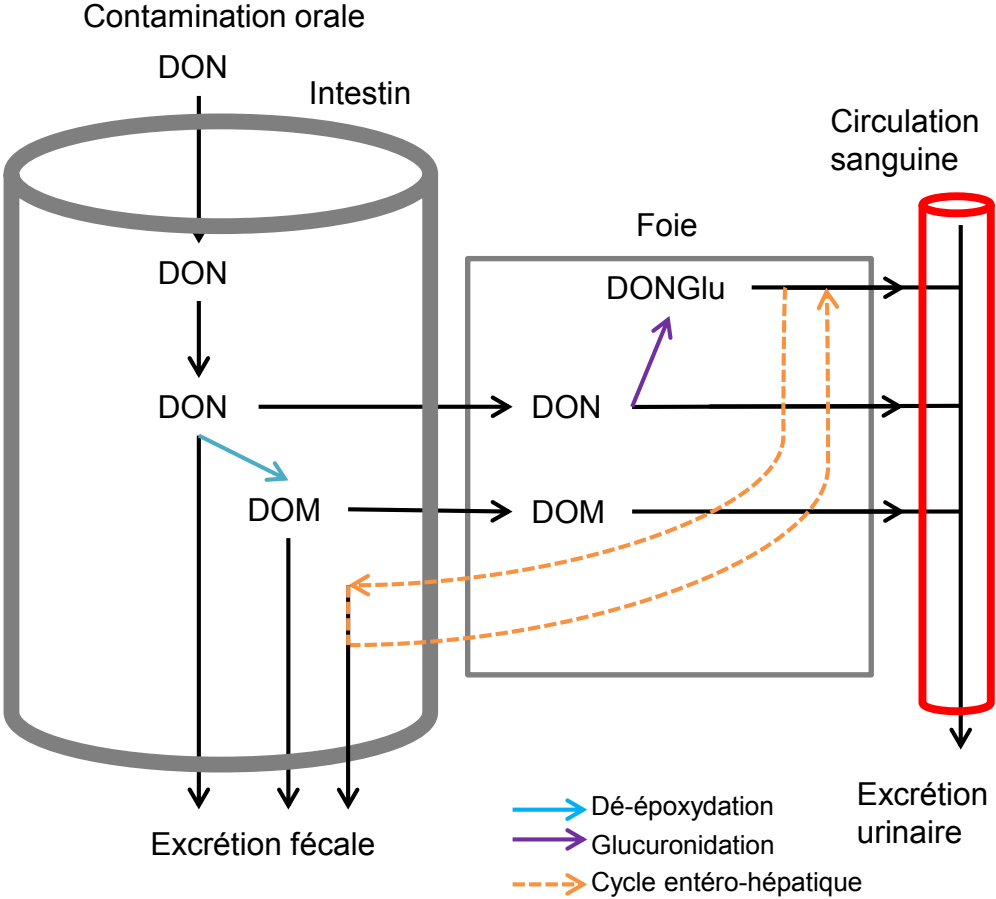 Contamination orale
DON
Intestin
Circulation
sanguine
Foie
DON
DONGlu
DON
DON
DOM
DOM
Excrétion fécale
Dé-époxydation
Glucuronidation
Cycle entéro-hépatique
Excrétion
urinaire